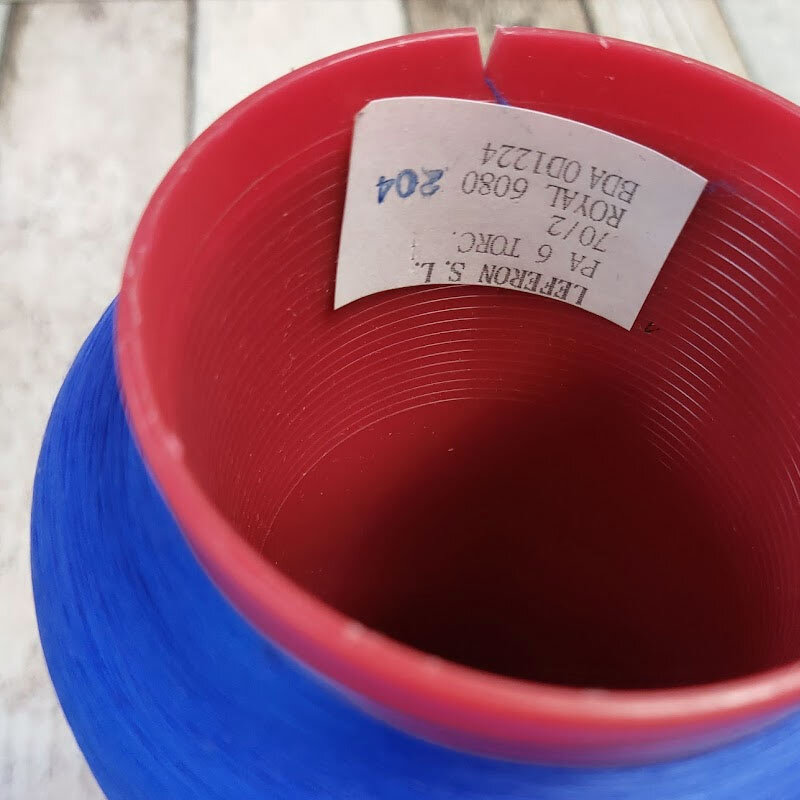 LEFERON S.L
PA 6 TORC.
70/2
ROYAL 6080 204
BDA 0D1224